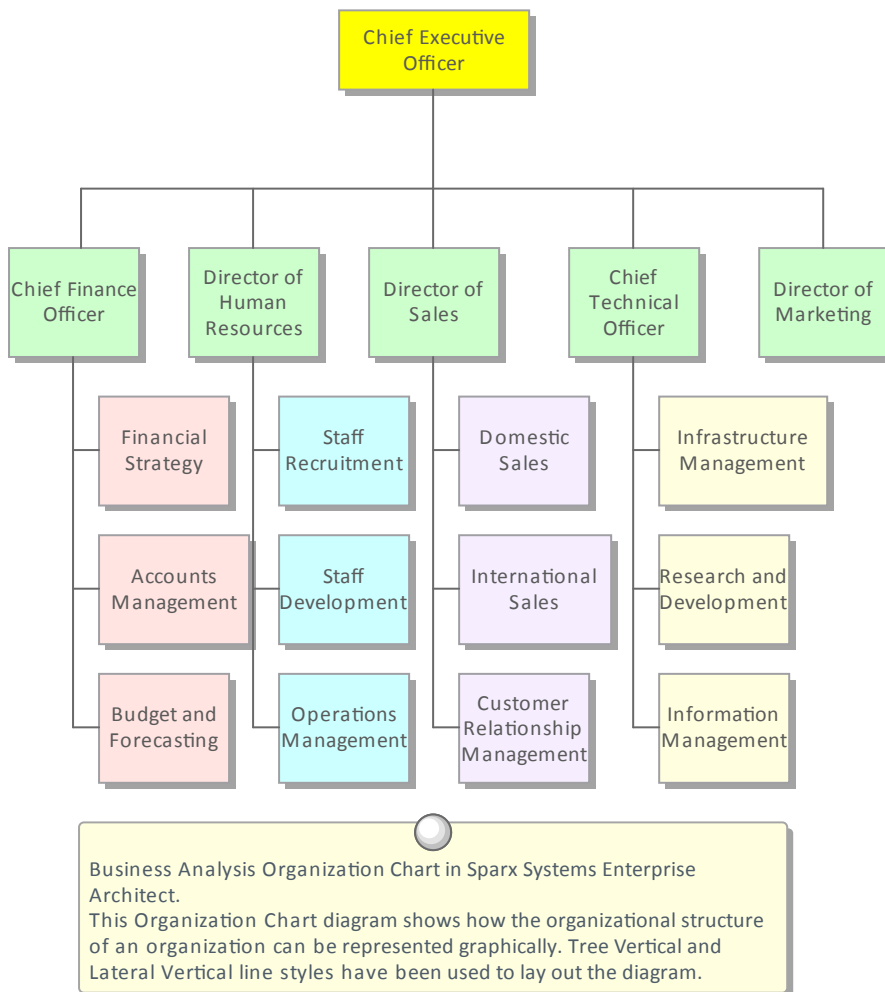 Chief Executive
Officer
Chief Finance
Officer
Director of
Human
Resources
Director of
Sales
Chief
Technical
Officer
Director of
Marketing
Financial
Strategy
Staff
Recruitment
Domestic
Sales
Infrastructure
Management
Accounts
Management
Staff
Development
International
Sales
Research and
Development
Budget and
Forecasting
Operations
Management
Customer
Relationship
Management
Information
Management
Business Analysis Organization Chart in Sparx Systems Enterprise
Architect.
This Organization Chart diagram shows how the organizational structure
of an organization can be represented graphically. Tree Vertical and
Lateral Vertical line styles have been used to lay out the diagram.